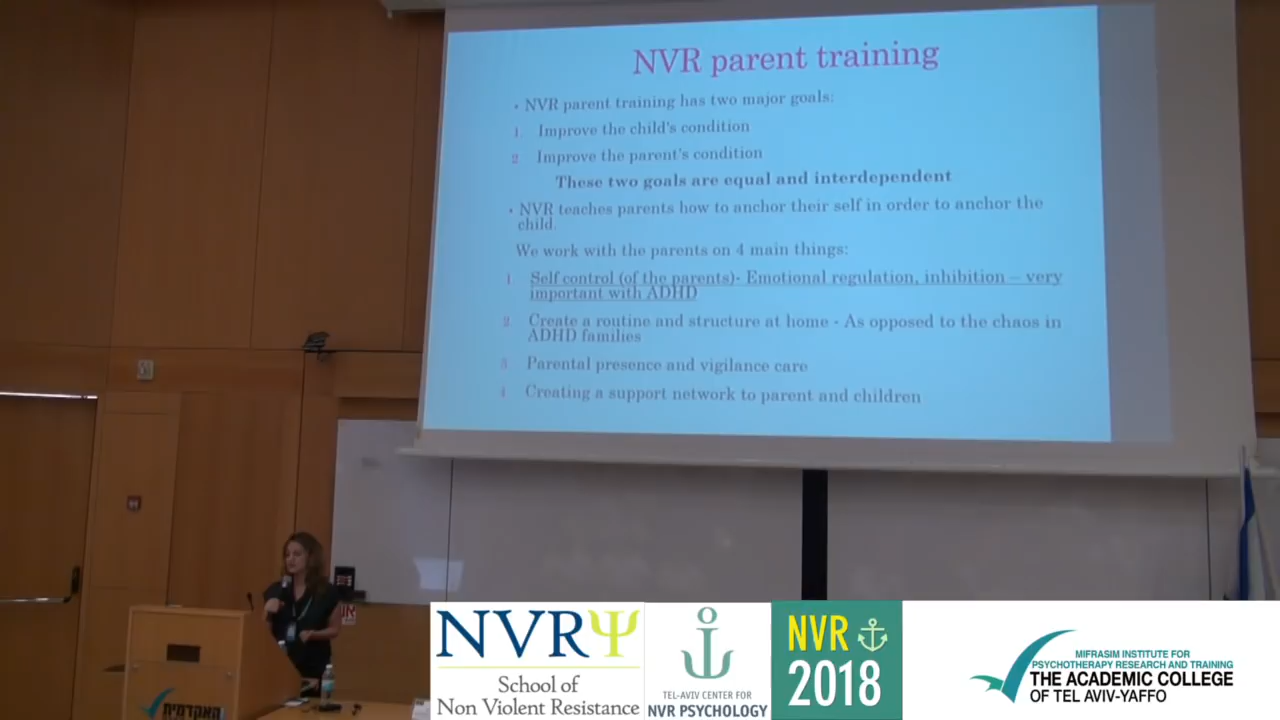 NVR parent training
• NVR parent training has two major goals:
1. Improve the child's condition
2. Improve the parent's condition
These two goals are equal and interdependent
• NVR teaches parents how to anchor their self in order to anchor the
child.
We work with the parents on 4 main things:
1. Self control (of the parents)- Emotional regulation, inhibition – very
important with ADHD
2. Create a routine and structure at home - As opposed to the chaos in
ADHD families
3. Parental presence and vigilance care
4. Creating a support network to parent and children
האקדמית
NVRΨ
School of
Non Violent Resistance
TEL-AVIV CENTER FOR
NVR PSYCHOLOGY
NVR
2018
MIFRASIM INSTITUTE FOR
PSYCHOTHERAPY RESEARCH AND TRAINING
THE ACADEMIC COLLEGE
OF TEL AVIV-YAFFO